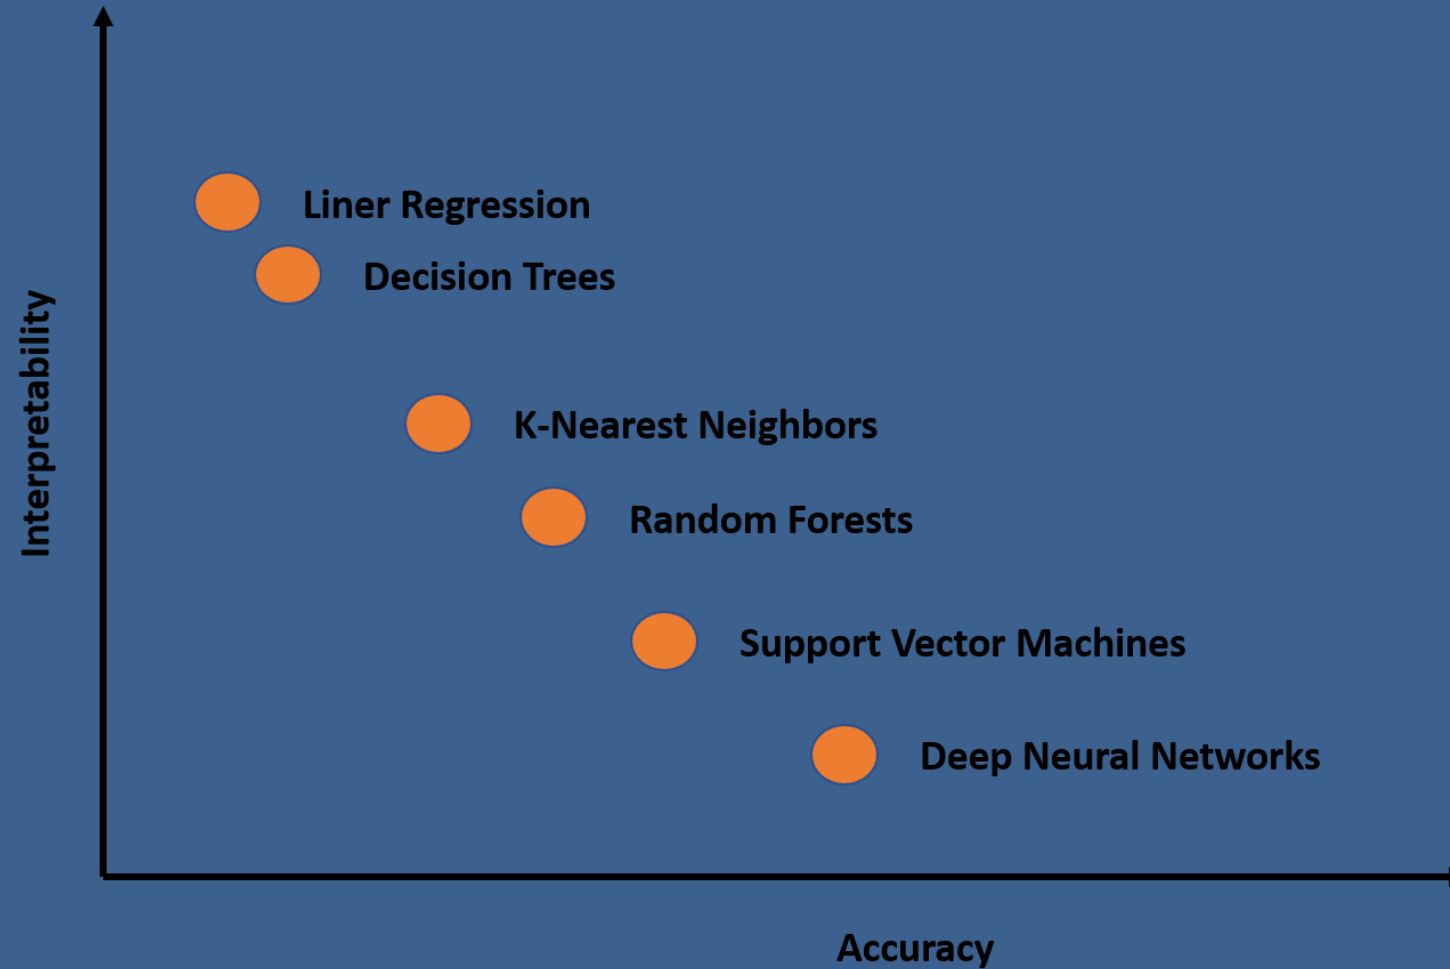 Liner Regression
Decision Trees
K-Nearest Neighbors
Random Forests
Support Vector Machines
Deep Neural Networks
Interpretability
Accuracy